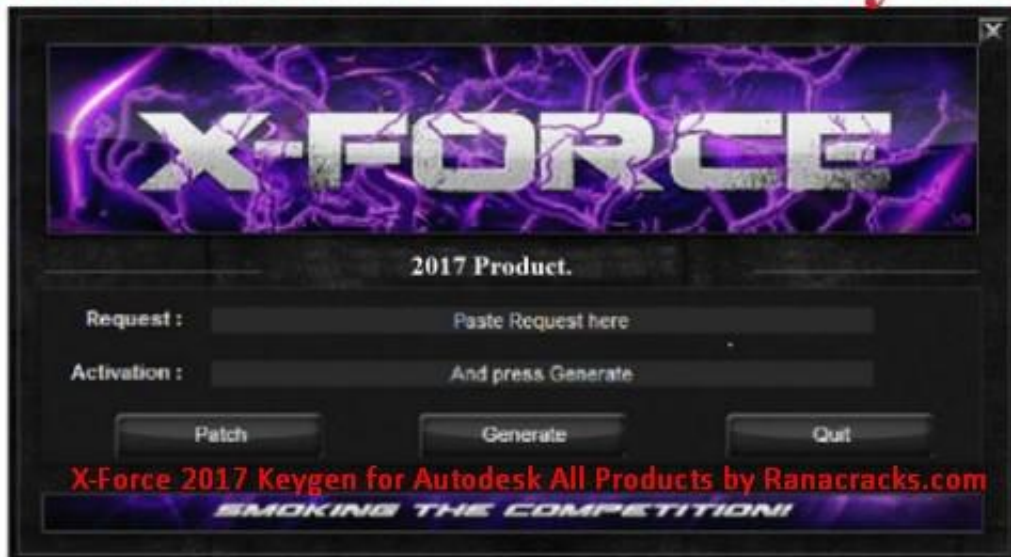 X-FORCE
2017 Product.
Request : Paste Request here
Activation : And press Generate
Patch Generate Quit
X-Force 2017 Keygen for Autodesk All Products by Ranacracks.com
SMOKING THE COMPETITION!